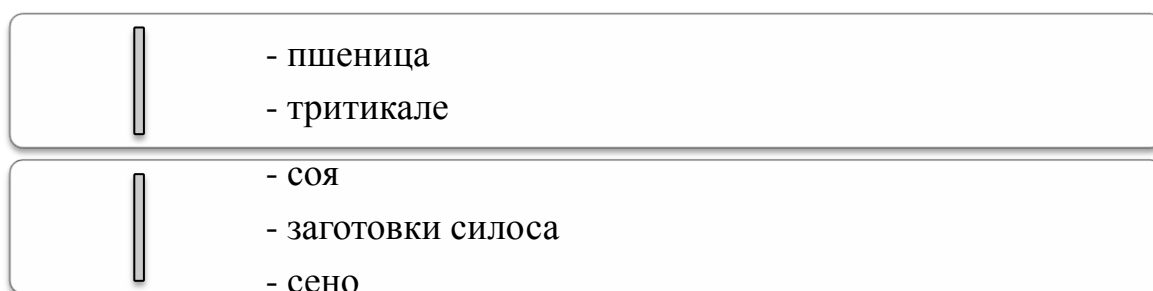 - пшеница
- тритикале
- соя
- заготовки силоса
- сено